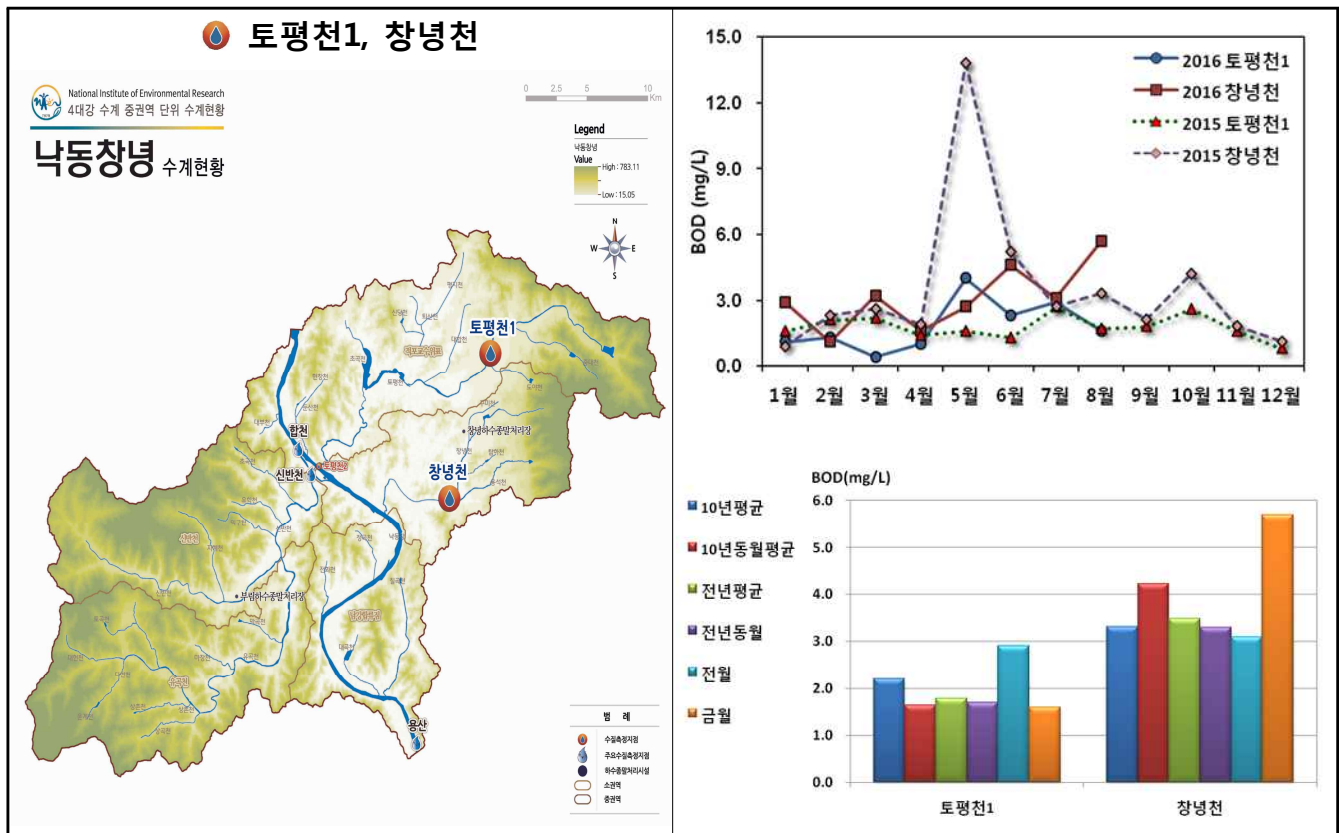 토평천1, 창녕천
National Institute of Environmental Research
4대강 수계 중권역 단위 수계현황
낙동창녕 수계현황
0 2.5 5 10
Km
Legend
낙동창녕
Value
High : 783.11
Low : 15.05
N
W E
S
토평천1
토평천
합천
신반천
토평천2
창녕하수종말처리장
창녕천
부림하수종말처리장
신반천
유곡천
용산
범 례
수질측정지점
주요수질측정지점
하수종말처리시설
소권역
중권역
BOD (mg/L)
15.0
12.0
9.0
6.0
3.0
0.0
2016 토평천1
2016 창녕천
2015 토평천1
2015 창녕천
1월 2월 3월 4월 5월 6월 7월 8월 9월 10월 11월 12월
BOD(mg/L)
10년평균
10년동월평균
전년평균
전년동월
전월
금월
6.0
5.0
4.0
3.0
2.0
1.0
0.0
토평천1 창녕천